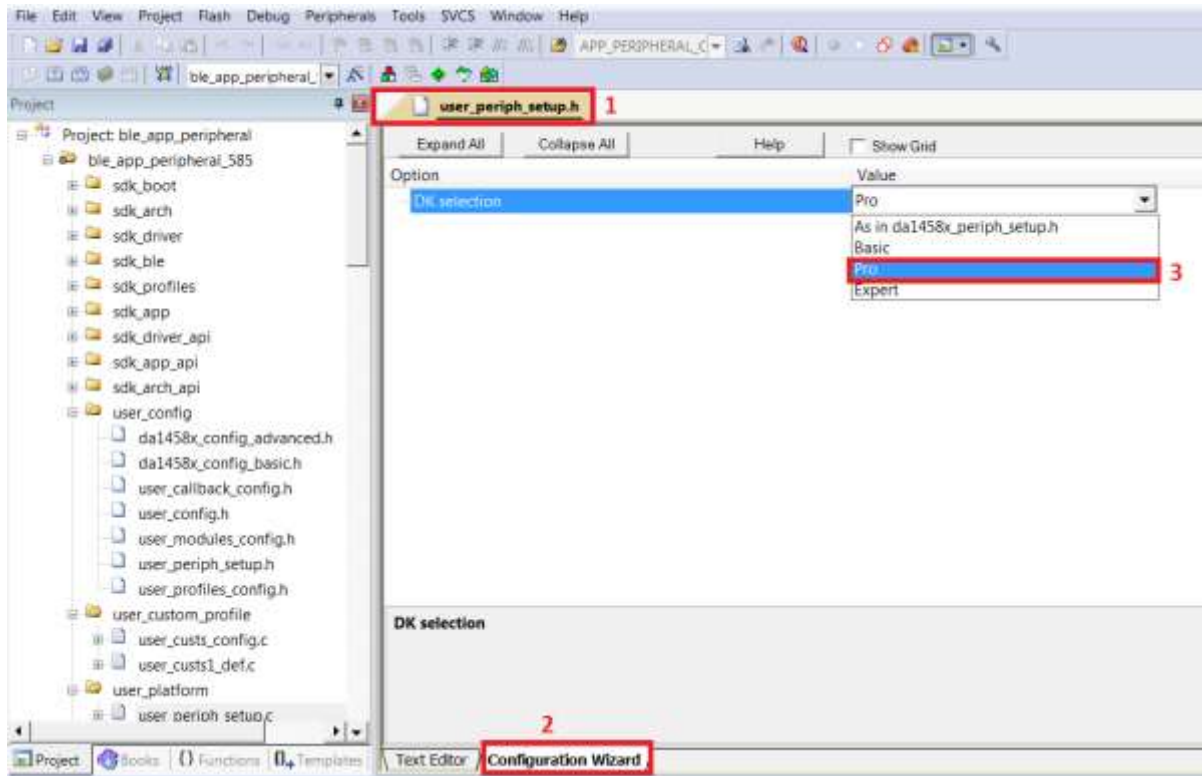 File Edit View Project Flash Debug Peripherals Tools SVCS Window Help
APP_PERIPHERAL_C
ble_app_peripheral_
Project
user_periph_setup.h 1
Project: ble_app_peripheral
ble_app_peripheral_585
sdk_boot
sdk_arch
sdk_driver
sdk_ble
sdk_profiles
sdk_app
sdk_driver_api
sdk_app_api
sdk_arch_api
user_config
da1458x_config_advanced.h
da1458x_config_basic.h
user_callback_config.h
user_config.h
user_modules_config.h
user_periph_setup.h
user_profiles_config.h
user_custom_profile
user_custs_config.c
user_custs1_def.c
user_platform
user_periph_setup.c
Project Books {} Functions 0+ Templates
Expand All Collapse All Help Show Grid
Option Value
DK selection Pro
As in da1458x_periph_setup.h
Basic
Pro 3
Expert
DK selection
2
Text Editor Configuration Wizard